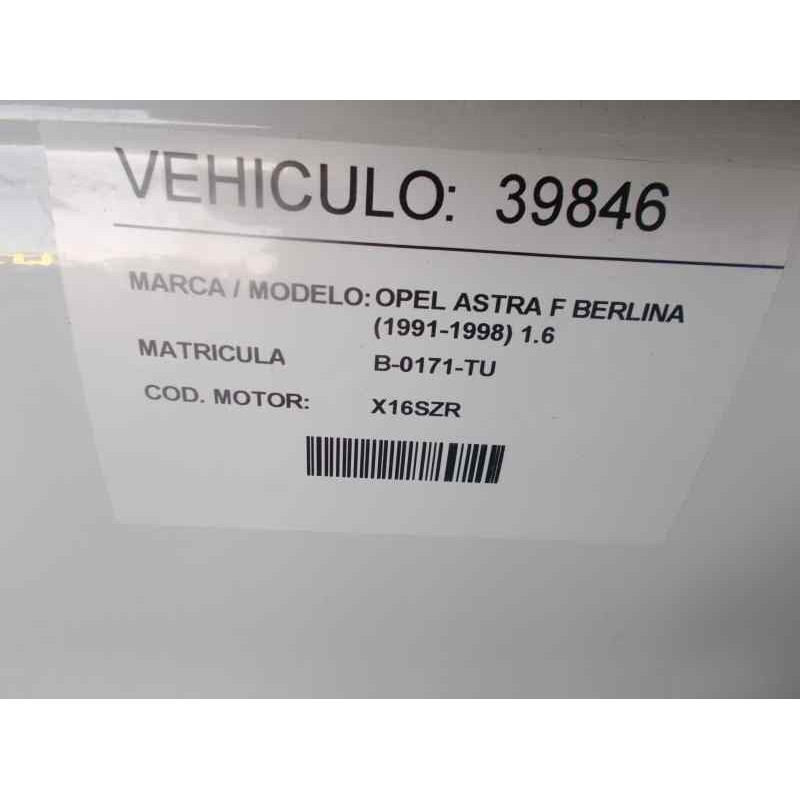 VEHICULO: 39846
MARCA / MODELO: OPEL ASTRA F BERLINA
(1991-1998) 1.6
MATRICULA B-0171-TU
COD. MOTOR: X16SZR